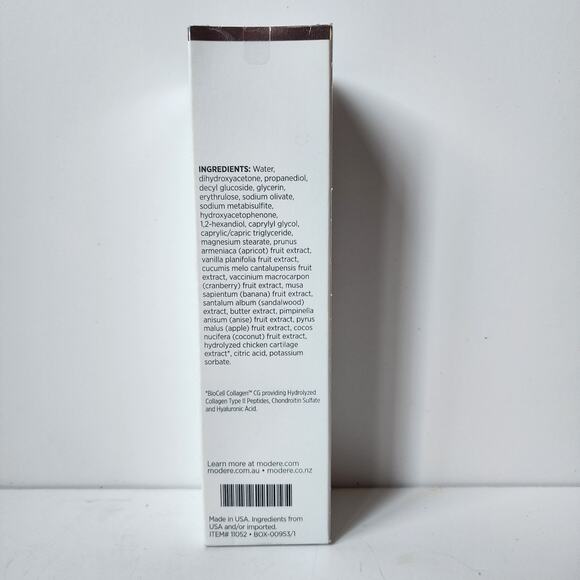 INGREDIENTS: Water,
dihydroxyacetone, propanediol,
decyl glucoside, glycerin,
erythrulose, sodium olivate,
sodium metabisulfite,
hydroxyacetophenone,
1,2-hexandiol, caprylyl glycol,
caprylic/capric triglyceride,
magnesium stearate, prunus
armeniaca (apricot) fruit extract,
vanilla planifolia fruit extract,
cucumis melo cantalupensis fruit
extract, vaccinium macrocarpon
(cranberry) fruit extract, musa
sapientum (banana) fruit extract,
santalum album (sandalwood)
extract, butter extract, pimpinella
anisum (anise) fruit extract, pyrus
malus (apple) fruit extract, cocos
nucifera (coconut) fruit extract,
hydrolyzed chicken cartilage
extract*, citric acid, potassium
sorbate.
*BioCell Collagen™ CG providing Hydrolyzed
Collagen Type II Peptides, Chondroitin Sulfate
and Hyaluronic Acid.
Learn more at modere.com
modere.com.au • modere.co.nz
Made in USA. Ingredients from
USA and/or imported.
ITEM# 11052 • BOX-00953/1